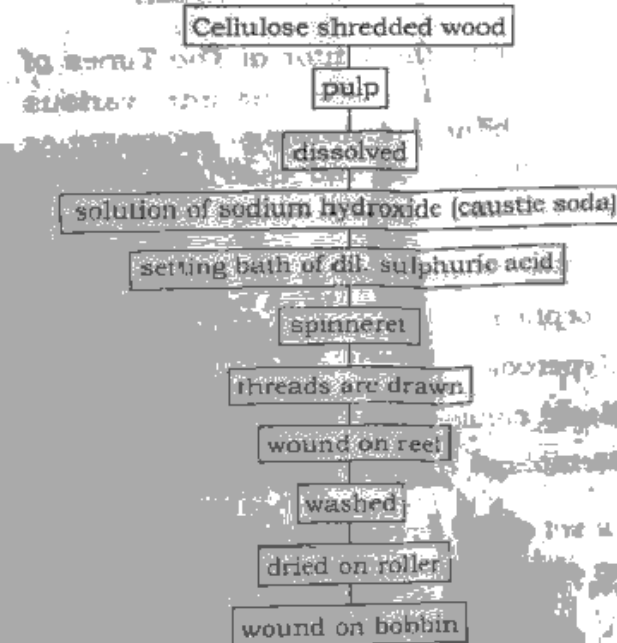 Cellulose shredded wood
pulp
dissolved
solution of sodium hydroxide (caustic soda)
setting bath of dil. sulphuric acid
spinneret
threads are drawn
wound on reel
washed
dried on roller
wound on bobbin